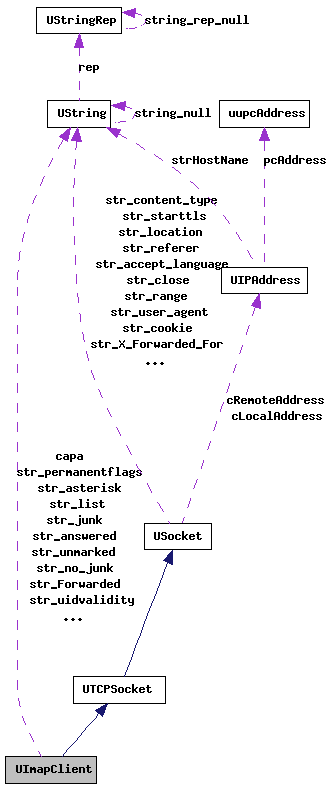 UStringRep
string_rep_null
rep
UString
string_null
uupcAddress
strHostName
pcAddress
str_content_type
str_starttls
str_location
str_referer
str_accept_language
str_close
str_range
str_user_agent
str_cookie
str_X_Forwarded_For
...
UIPAddress
cRemoteAddress
cLocalAddress
capa
str_permanentflags
str_asterisk
str_list
str_junk
str_answered
str_unmarked
str_no_junk
str_Forwarded
str_uidvalidity
...
USocket
UTCPSocket
UImapClient